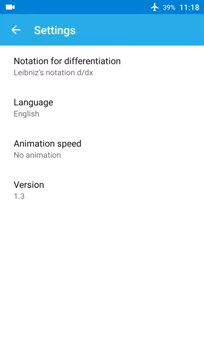 39% 11:18
Settings
Notation for differentiation
Leibniz's notation d/dx
Language
English
Animation speed
No animation
Version
1.3